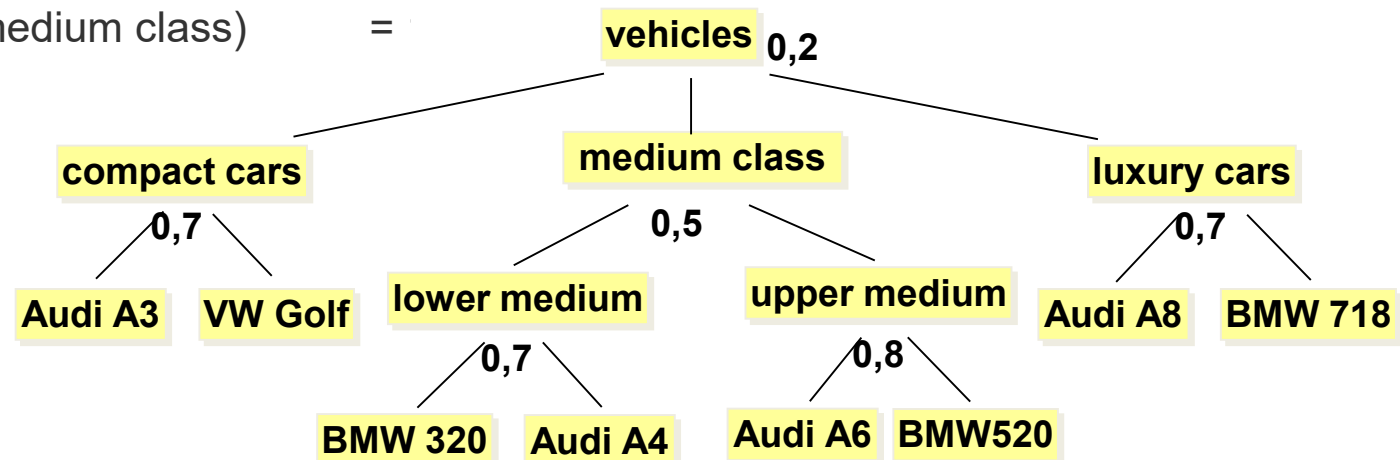 medium class) =
vehicles 0,2
compact cars
medium class
luxury cars
0,7
0,5
0,7
Audi A3
VW Golf
lower medium
upper medium
Audi A8
BMW 718
0,7
0,8
BMW 320
Audi A4
Audi A6
BMW520